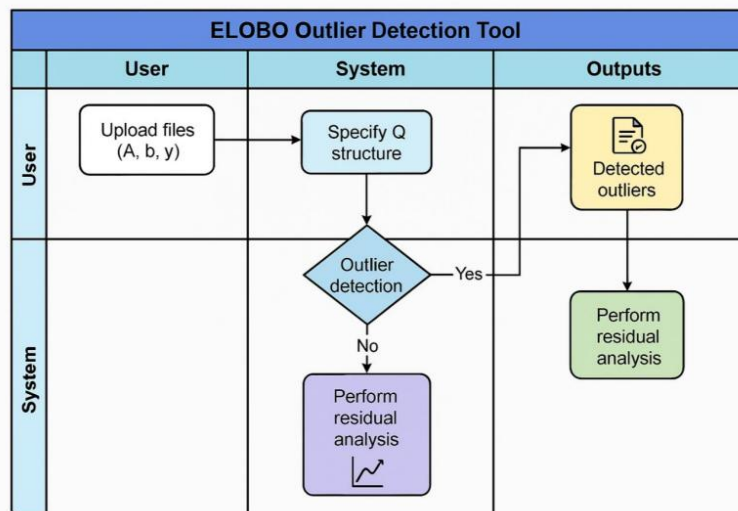 ELOBO Outlier Detection Tool
User
System
Outputs
User
Upload files
(A, b, y)
Specify Q
structure
Detected
outliers
System
Outlier
detection
Yes
No
Perform
residual
analysis
Perform
residual
analysis